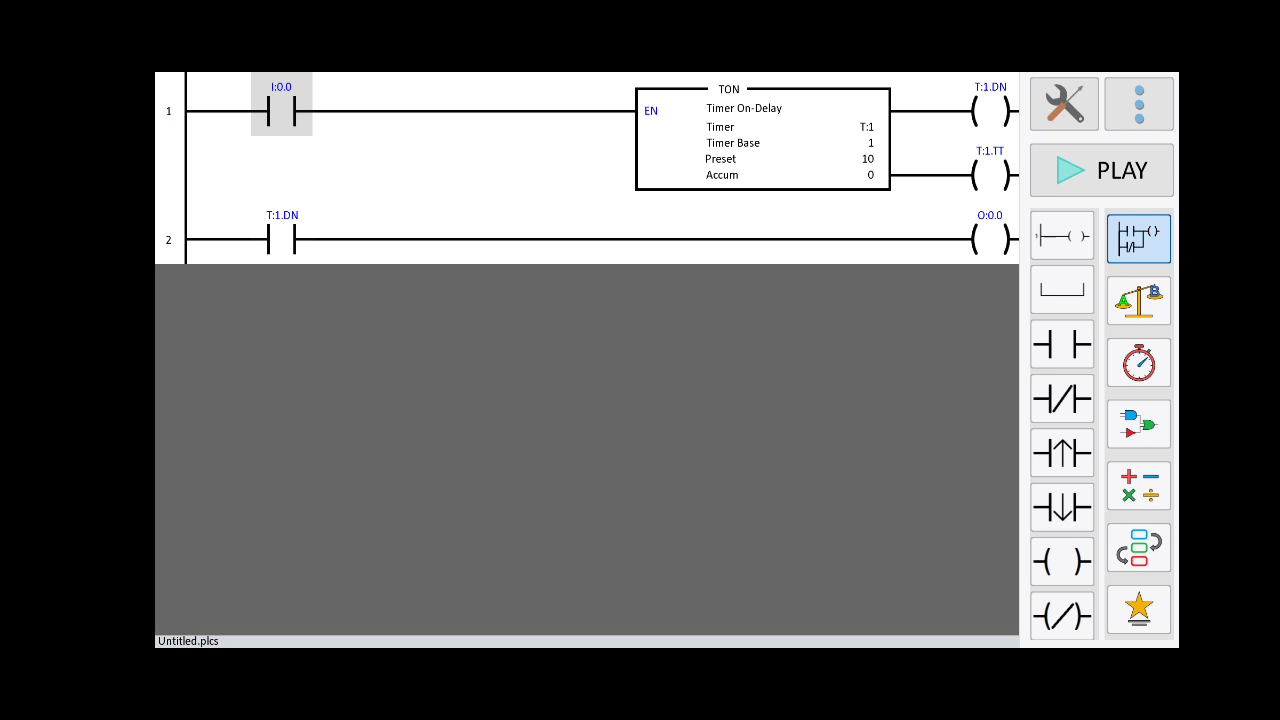 I:0.0
T:1.DN
TON
1
EN
Timer On-Delay
Timer T:1
Timer Base 1
T:1.TT
Preset 10
Accum 0
T:1.DN
O:0.0
2
PLAY
1
A B
Untitled.plcs